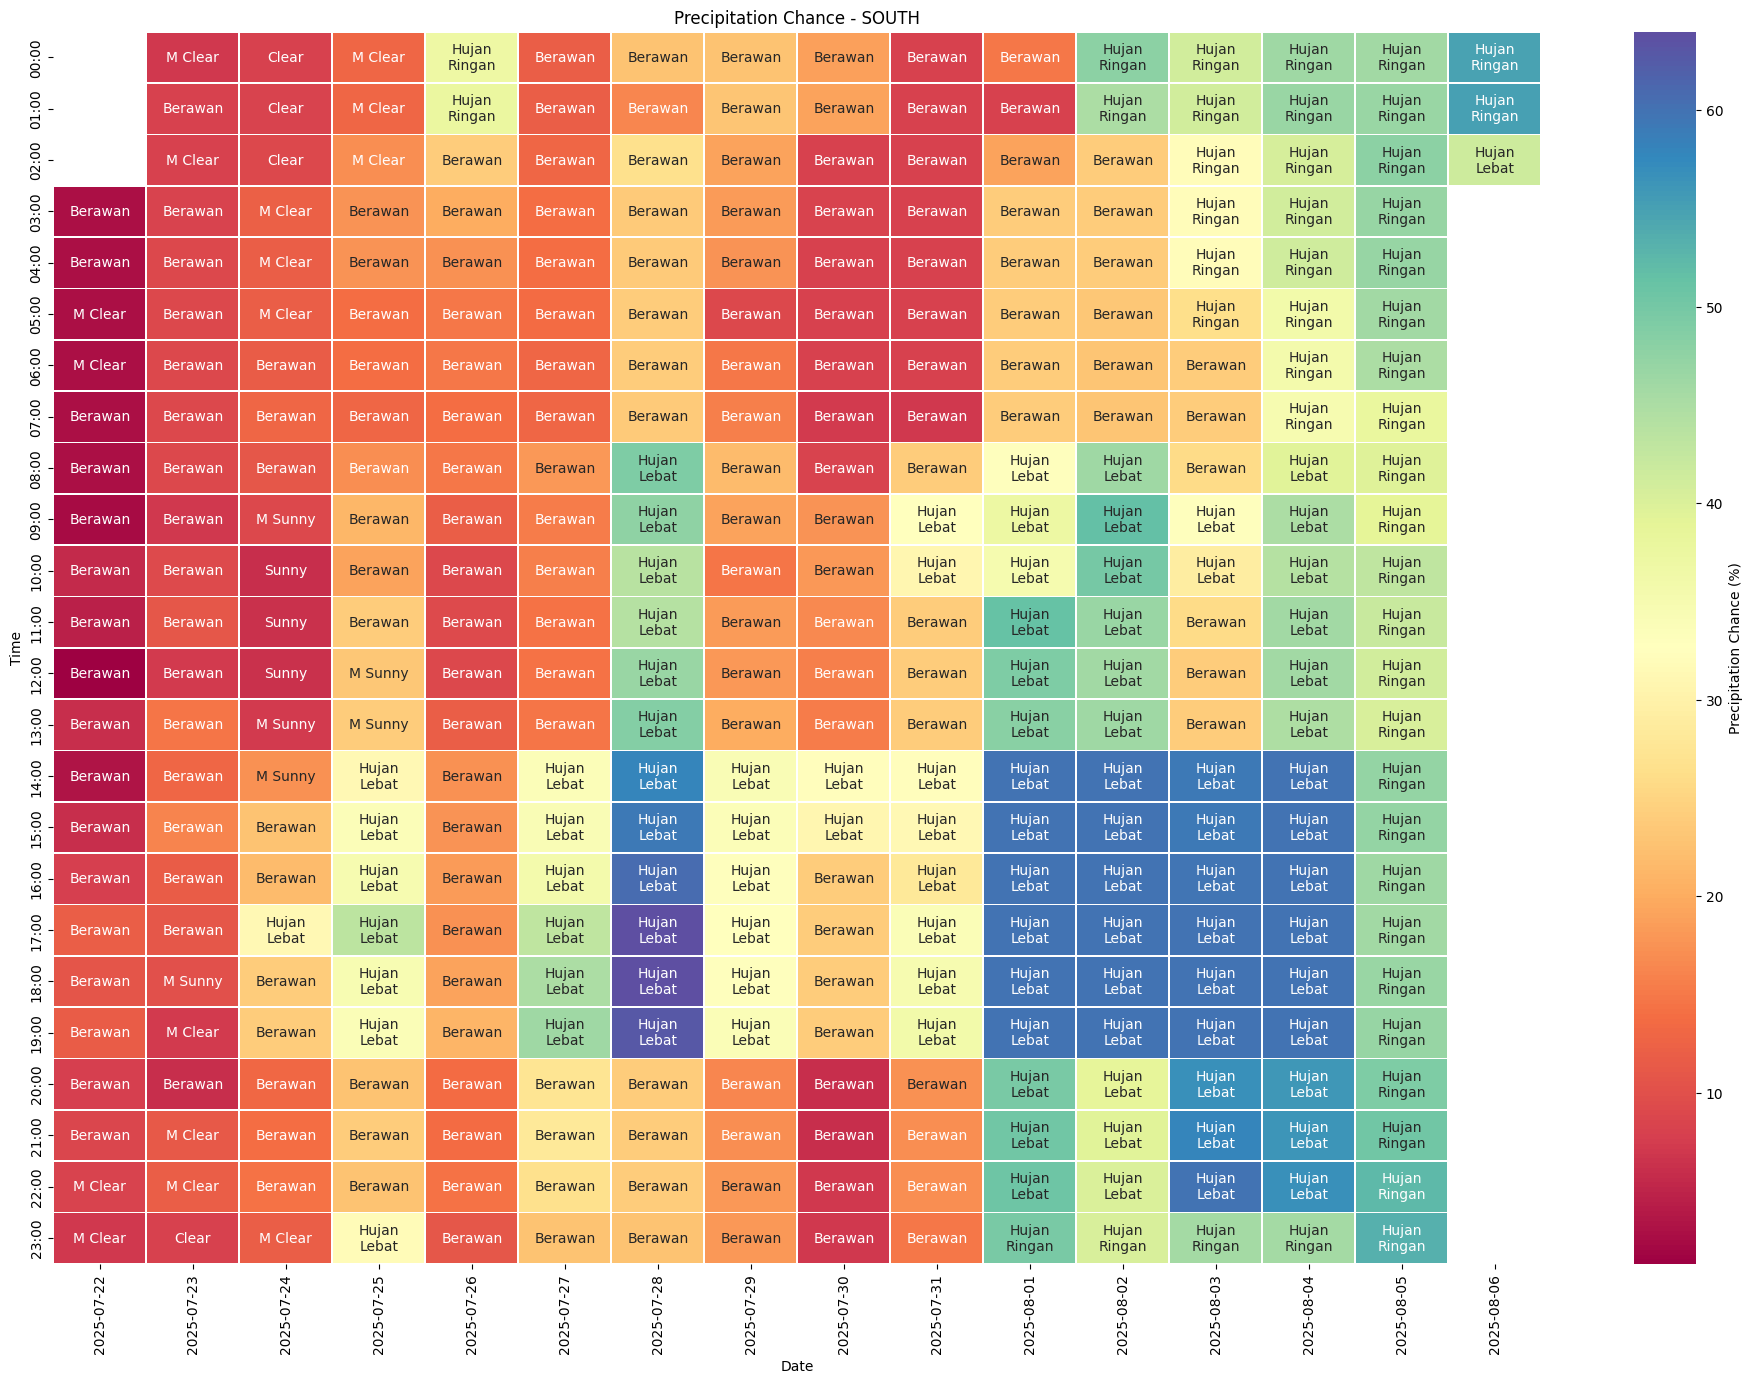 Precipitation Chance - SOUTH
Time
00:00 M Clear Clear M Clear Hujan Ringan Berawan Berawan Berawan Berawan Berawan Berawan Hujan Ringan Hujan Ringan Hujan Ringan Hujan Ringan Hujan Ringan
01:00 Berawan Clear M Clear Hujan Ringan Berawan Berawan Berawan Berawan Berawan Berawan Hujan Ringan Hujan Ringan Hujan Ringan Hujan Ringan Hujan Ringan
02:00 M Clear Clear M Clear Berawan Berawan Berawan Berawan Berawan Berawan Berawan Berawan Hujan Ringan Hujan Ringan Hujan Ringan Hujan Lebat
03:00 Berawan Berawan M Clear Berawan Berawan Berawan Berawan Berawan Berawan Berawan Berawan Berawan Hujan Ringan Hujan Ringan Hujan Ringan
04:00 Berawan Berawan M Clear Berawan Berawan Berawan Berawan Berawan Berawan Berawan Berawan Berawan Hujan Ringan Hujan Ringan Hujan Ringan
05:00 M Clear Berawan M Clear Berawan Berawan Berawan Berawan Berawan Berawan Berawan Berawan Berawan Hujan Ringan Hujan Ringan Hujan Ringan
06:00 M Clear Berawan Berawan Berawan Berawan Berawan Berawan Berawan Berawan Berawan Berawan Berawan Berawan Hujan Ringan Hujan Ringan
07:00 Berawan Berawan Berawan Berawan Berawan Berawan Berawan Berawan Berawan Berawan Berawan Berawan Berawan Hujan Ringan Hujan Ringan
08:00 Berawan Berawan Berawan Berawan Berawan Berawan Hujan Lebat Berawan Berawan Berawan Hujan Lebat Hujan Lebat Berawan Hujan Lebat Hujan Ringan
09:00 Berawan Berawan M Sunny Berawan Berawan Berawan Hujan Lebat Berawan Berawan Hujan Lebat Hujan Lebat Hujan Lebat Hujan Lebat Hujan Lebat Hujan Ringan
10:00 Berawan Berawan Sunny Berawan Berawan Berawan Hujan Lebat Berawan Berawan Hujan Lebat Hujan Lebat Hujan Lebat Hujan Lebat Hujan Lebat Hujan Ringan
11:00 Berawan Berawan Sunny Berawan Berawan Berawan Hujan Lebat Berawan Berawan Berawan Hujan Lebat Hujan Lebat Berawan Hujan Lebat Hujan Ringan
12:00 Berawan Berawan Sunny M Sunny Berawan Berawan Hujan Lebat Berawan Berawan Berawan Hujan Lebat Hujan Lebat Berawan Hujan Lebat Hujan Ringan
13:00 Berawan Berawan M Sunny M Sunny Berawan Berawan Hujan Lebat Berawan Berawan Berawan Hujan Lebat Hujan Lebat Berawan Hujan Lebat Hujan Ringan
14:00 Berawan Berawan M Sunny Hujan Lebat Berawan Hujan Lebat Hujan Lebat Hujan Lebat Hujan Lebat Hujan Lebat Hujan Lebat Hujan Lebat Hujan Lebat Hujan Lebat Hujan Ringan
15:00 Berawan Berawan Berawan Hujan Lebat Berawan Hujan Lebat Hujan Lebat Hujan Lebat Hujan Lebat Hujan Lebat Hujan Lebat Hujan Lebat Hujan Lebat Hujan Lebat Hujan Ringan
16:00 Berawan Berawan Berawan Hujan Lebat Berawan Hujan Lebat Hujan Lebat Hujan Lebat Berawan Hujan Lebat Hujan Lebat Hujan Lebat Hujan Lebat Hujan Lebat Hujan Ringan
17:00 Berawan Berawan Hujan Lebat Hujan Lebat Berawan Hujan Lebat Hujan Lebat Hujan Lebat Berawan Hujan Lebat Hujan Lebat Hujan Lebat Hujan Lebat Hujan Lebat Hujan Ringan
18:00 Berawan M Sunny Berawan Hujan Lebat Berawan Hujan Lebat Hujan Lebat Hujan Lebat Berawan Hujan Lebat Hujan Lebat Hujan Lebat Hujan Lebat Hujan Lebat Hujan Ringan
19:00 Berawan M Clear Berawan Hujan Lebat Berawan Hujan Lebat Hujan Lebat Hujan Lebat Berawan Hujan Lebat Hujan Lebat Hujan Lebat Hujan Lebat Hujan Lebat Hujan Ringan
20:00 Berawan Berawan Berawan Berawan Berawan Berawan Berawan Berawan Berawan Berawan Hujan Lebat Hujan Lebat Hujan Lebat Hujan Lebat Hujan Ringan
21:00 Berawan M Clear Berawan Berawan Berawan Berawan Berawan Berawan Berawan Berawan Hujan Lebat Hujan Lebat Hujan Lebat Hujan Lebat Hujan Ringan
22:00 M Clear M Clear Berawan Berawan Berawan Berawan Berawan Berawan Berawan Berawan Hujan Lebat Hujan Lebat Hujan Lebat Hujan Lebat Hujan Ringan
23:00 M Clear Clear M Clear Hujan Lebat Berawan Berawan Berawan Berawan Berawan Berawan Hujan Ringan Hujan Ringan Hujan Ringan Hujan Ringan Hujan Ringan
2025-07-22 2025-07-23 2025-07-24 2025-07-25 2025-07-26 2025-07-27 2025-07-28 2025-07-29 2025-07-30 2025-07-31 2025-08-01 2025-08-02 2025-08-03 2025-08-04 2025-08-05 2025-08-06
Date
60
50
40
30
20
10
Precipitation Chance (%)